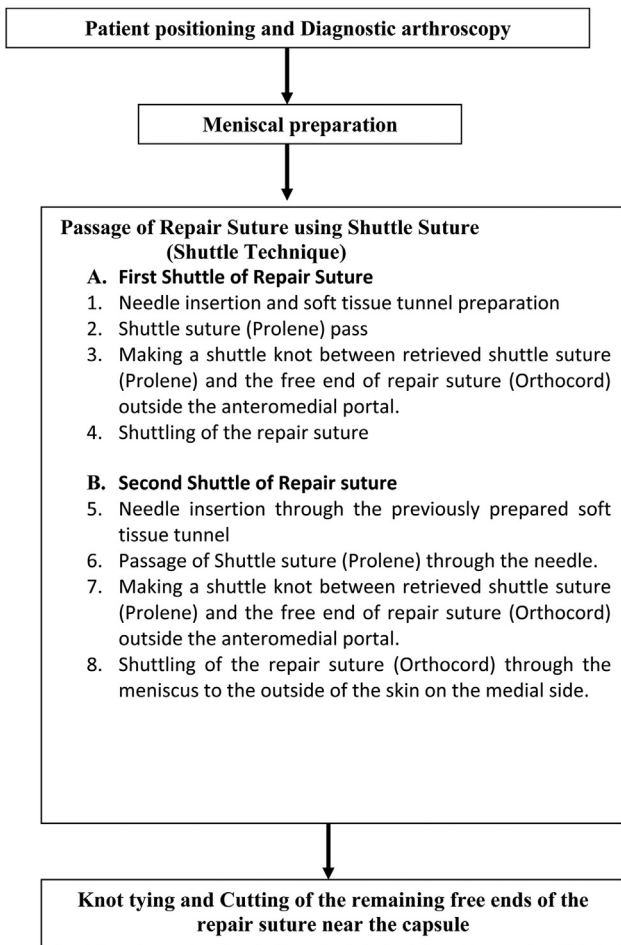 Patient positioning and Diagnostic arthroscopy
Meniscal preparation
Passage of Repair Suture using Shuttle Suture
(Shuttle Technique)
A. First Shuttle of Repair Suture
1. Needle insertion and soft tissue tunnel preparation
2. Shuttle suture (Prolene) pass
3. Making a shuttle knot between retrieved shuttle suture
(Prolene) and the free end of repair suture (Orthocord)
outside the anteromedial portal.
4. Shuttling of the repair suture
B. Second Shuttle of Repair suture
5. Needle insertion through the previously prepared soft
tissue tunnel
6. Passage of Shuttle suture (Prolene) through the needle.
7. Making a shuttle knot between retrieved shuttle suture
(Prolene) and the free end of repair suture (Orthocord)
outside the anteromedial portal.
8. Shuttling of the repair suture (Orthocord) through the
meniscus to the outside of the skin on the medial side.
Knot tying and Cutting of the remaining free ends of the
repair suture near the capsule